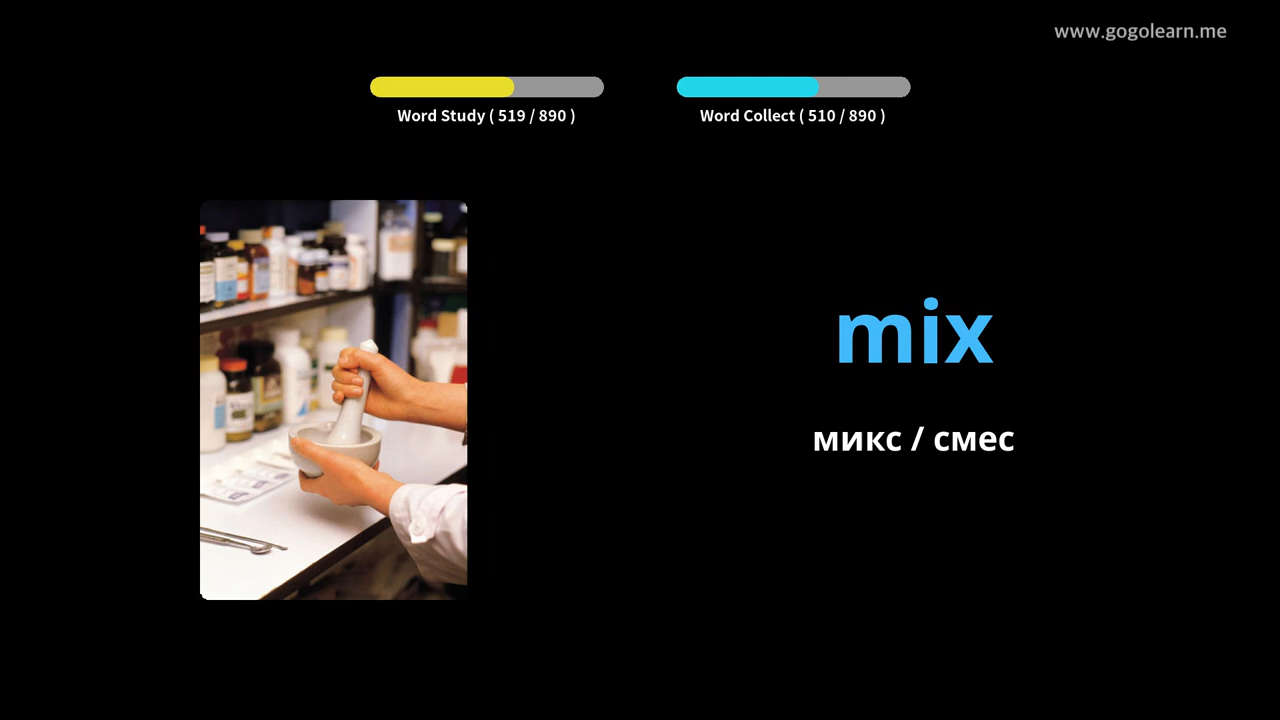 www.gogolearn.me
Word Study ( 519 / 890 )
Word Collect ( 510 / 890 )
mix
микс / смес